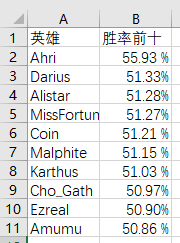 A B
1 英雄 胜率前十
2 Ahri 55.93 %
3 Darius 51.33%
4 Alistar 51.28%
5 MissFortun 51.27%
6 Coin 51.21 %
7 Malphite 51.15 %
8 Karthus 51.03 %
9 Cho_Gath 50.97%
10 Ezreal 50.90%
11 Amumu 50.86 %